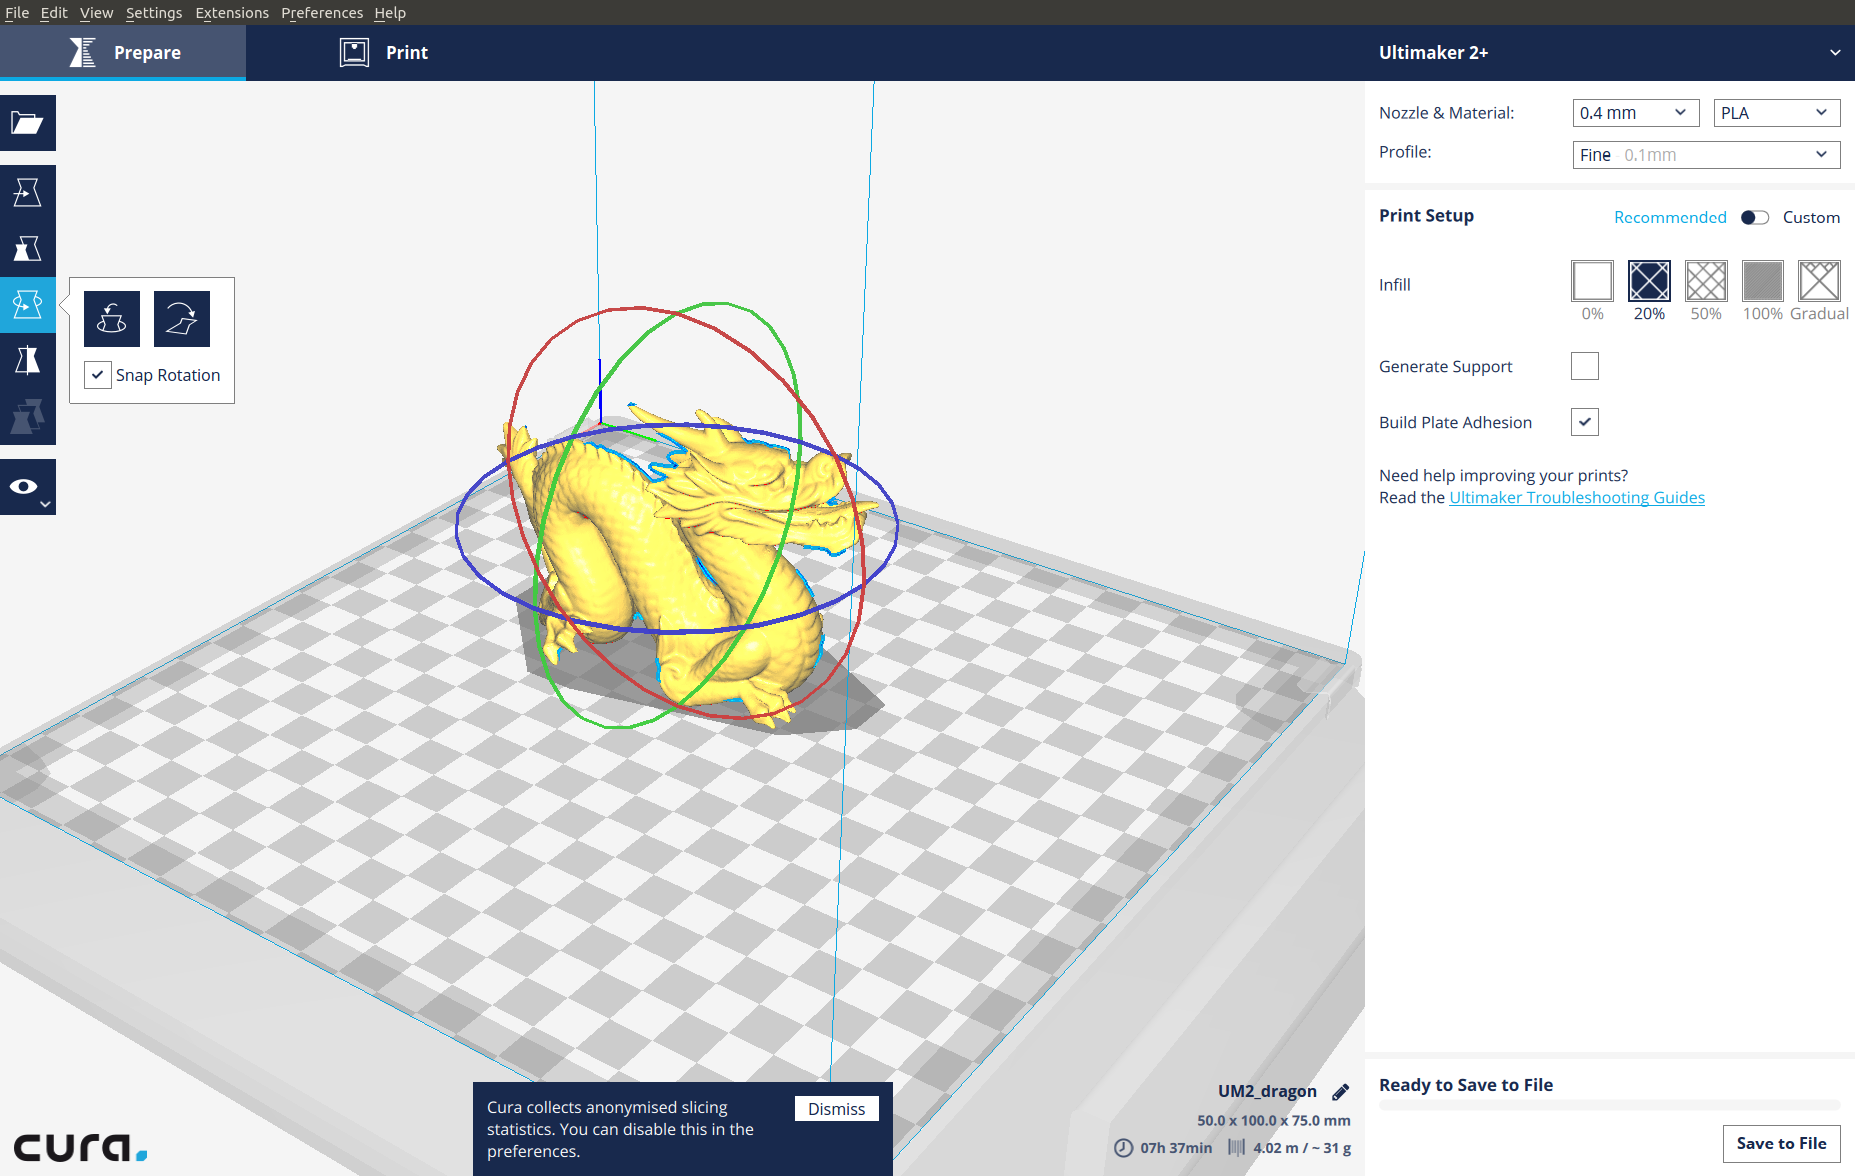 File Edit View Settings Extensions Preferences Help
Prepare
Print
Ultimaker 2+
Nozzle & Material:
0.4 mm
PLA
Profile:
Fine - 0.1mm
Print Setup
Recommended
Custom
Infill
0%
20%
50%
100%
Gradual
Snap Rotation
Generate Support
Build Plate Adhesion
Need help improving your prints?
Read the Ultimaker Troubleshooting Guides
Cura collects anonymised slicing
statistics. You can disable this in the
preferences.
Dismiss
UM2_dragon
50.0 x 100.0 x 75.0 mm
07h 37min
4.02 m / ~ 31 g
Ready to Save to File
Save to File
cura.